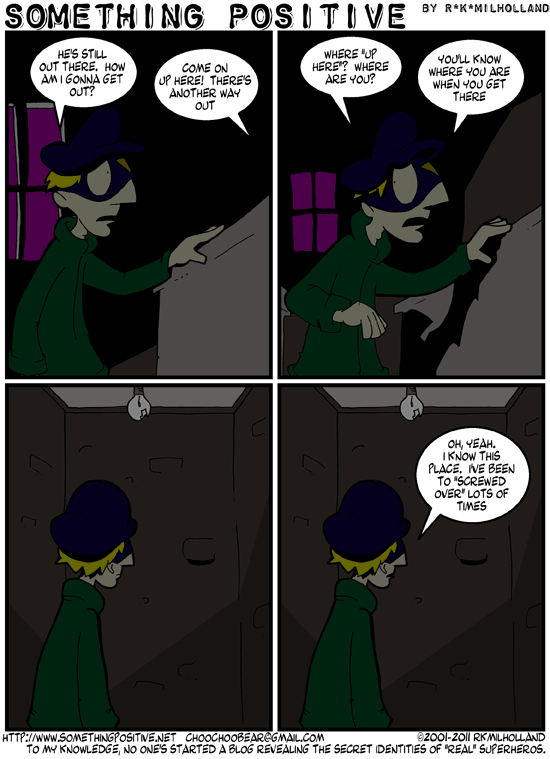 SOMETHING POSITIVE BY R*K*MILHOLLAND
HE'S STILL
OUT THERE. HOW
AM I GONNA GET
OUT?
COME ON
UP HERE! THERE'S
ANOTHER WAY
OUT
WHERE "UP
HERE"? WHERE
ARE YOU?
YOU'LL KNOW
WHERE YOU ARE
WHEN YOU GET
THERE
OH, YEAH.
I KNOW THIS
PLACE. I'VE BEEN
TO "SCREWED
OVER" LOTS OF
TIMES
HTTP://WWW.SOMETHINGPOSITIVE.NET CHOOCHOOBEAR@GMAIL.COM ©2001-2011 RKMILHOLLAND
TO MY KNOWLEDGE, NO ONE'S STARTED A BLOG REVEALING THE SECRET IDENTITIES OF "REAL" SUPERHEROS.